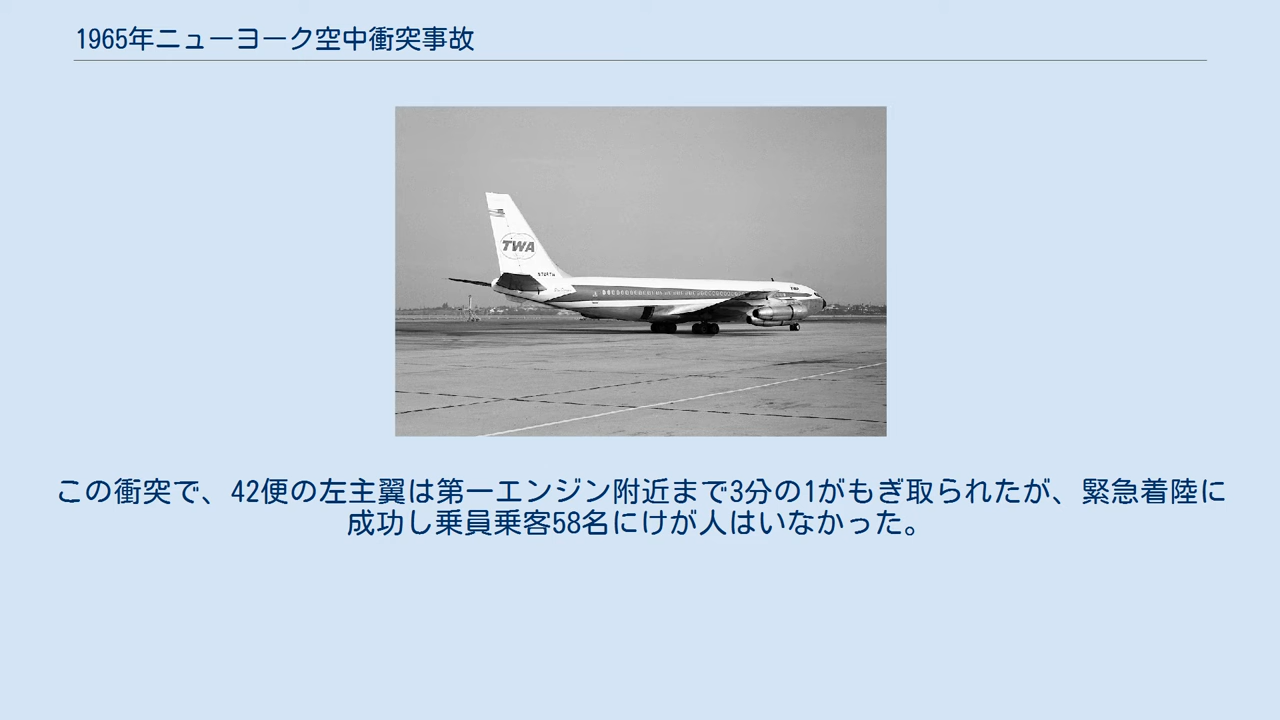 1965年ニューヨーク空中衝突事故
TWA
TWA
この衝突で、42便の左主翼は第一エンジン附近まで3分の1がもぎ取られたが、緊急着陸に
成功し乗員乗客58名にけが人はいなかった。